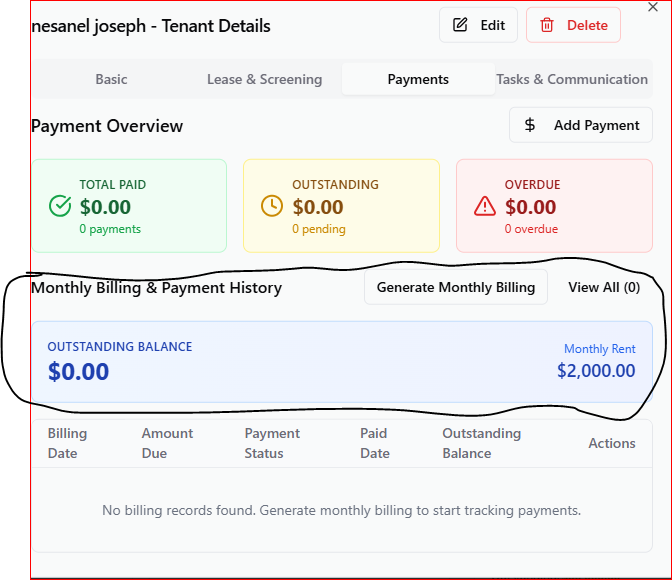 nesanel joseph - Tenant Details
Edit
Delete
Basic
Lease & Screening
Payments
Tasks & Communication
Payment Overview
Add Payment
TOTAL PAID
$0.00
0 payments
OUTSTANDING
$0.00
0 pending
OVERDUE
$0.00
0 overdue
Monthly Billing & Payment History
Generate Monthly Billing
View All (0)
OUTSTANDING BALANCE
$0.00
Monthly Rent
$2,000.00
Billing
Date
Amount
Due
Payment
Status
Paid
Date
Outstanding
Balance
Actions
No billing records found. Generate monthly billing to start tracking payments.